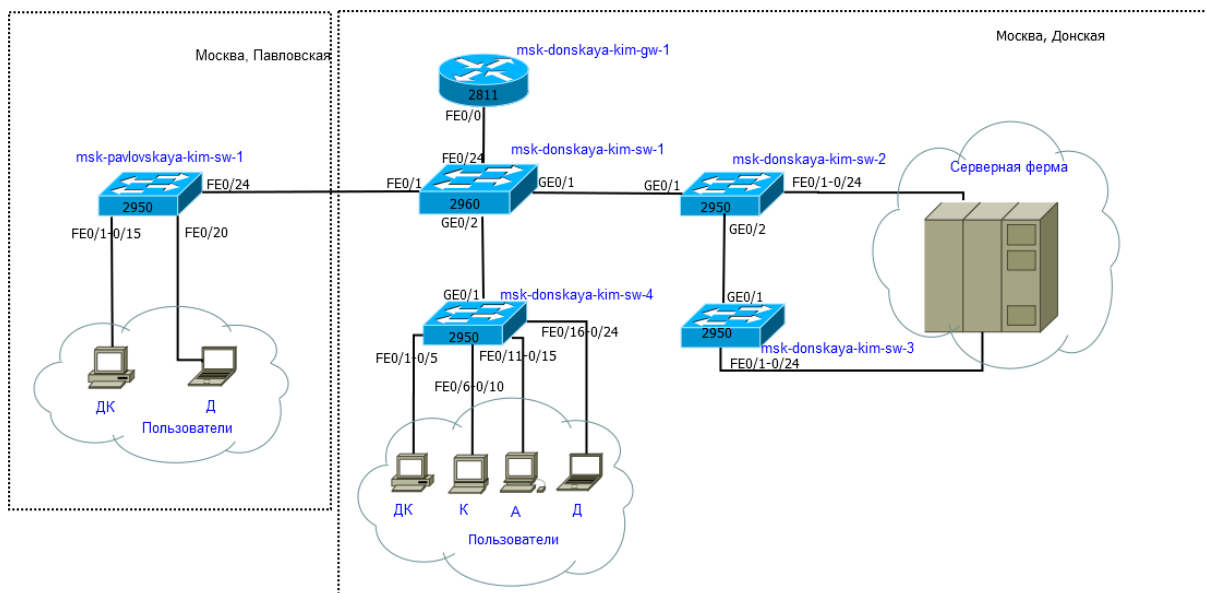 Москва, Павловская
Москва, Донская
msk-donskaya-kim-gw-1
2811
FE0/0
msk-pavlovskaya-kim-sw-1
FE0/24
2950
FE0/1-0/15
FE0/20
ДК
Д
Пользователи
FE0/24
msk-donskaya-kim-sw-1
FE0/1
GE0/1
2960
GE0/2
msk-donskaya-kim-sw-2
GE0/1
FE0/1-0/24
2950
GE0/2
Серверная ферма
GE0/1
msk-donskaya-kim-sw-4
2950
FE0/16-0/24
FE0/1-0/5
FE0/11-0/15
FE0/6-0/10
GE0/1
2950
msk-donskaya-kim-sw-3
FE0/1-0/24
ДК
К
А
Д
Пользователи